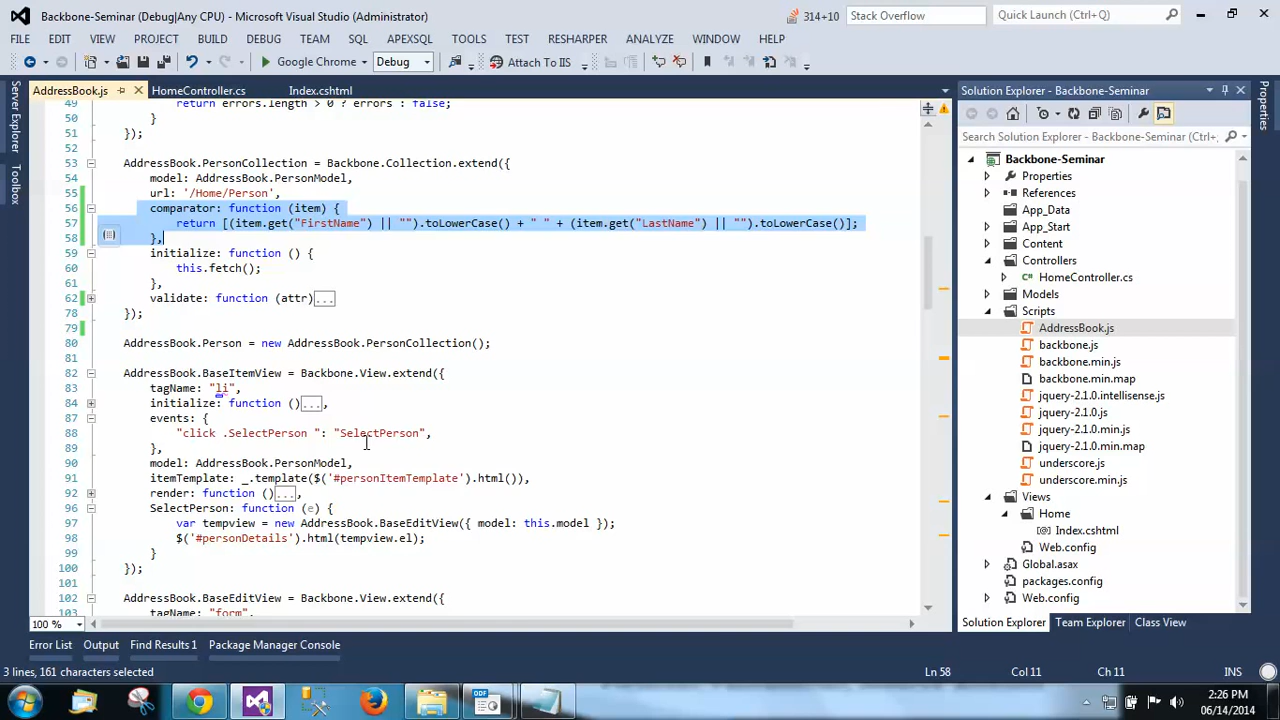 Backbone-Seminar (Debug|Any CPU) - Microsoft Visual Studio (Administrator)
314+10
Stack Overflow
Quick Launch (Ctrl+Q)
FILE EDIT VIEW PROJECT BUILD DEBUG TEAM SQL APEXSQL TOOLS TEST RESHARPER ANALYZE WINDOW HELP
Google Chrome Debug Attach To IIS
AddressBook.js HomeController.cs Index.cshtml
Server Explorer
Toolbox
49 return errors.length > 0 ? errors : false;
50 }
51 });
52
53 AddressBook.PersonCollection = Backbone.Collection.extend({
54 model: AddressBook.PersonModel,
55 url: '/Home/Person',
56 comparator: function (item) {
57 return [(item.get("FirstName") || "").toLowerCase() + " " + (item.get("LastName") || "").toLowerCase()];
58 },
59 initialize: function () {
60 this.fetch();
61 },
62 validate: function (attr)...
78 });
79
80 AddressBook.Person = new AddressBook.PersonCollection();
81
82 AddressBook.BaseItemView = Backbone.View.extend({
83 tagName: "li",
84 initialize: function ()...,
87 events: {
88 "click .SelectPerson ": "SelectPerson",
89 },
90 model: AddressBook.PersonModel,
91 itemTemplate: _.template($('#personItemTemplate').html()),
92 render: function ()...,
96 SelectPerson: function (e) {
97 var tempview = new AddressBook.BaseEditView({ model: this.model });
98 $('#personDetails').html(tempview.el);
99 }
100 });
101
102 AddressBook.BaseEditView = Backbone.View.extend({
103 tagName: "form",
100 %
Solution Explorer - Backbone-Seminar
Search Solution Explorer - Backbone-Seminar (Ctrl+;
Backbone-Seminar
Properties
References
App_Data
App_Start
Content
Controllers
HomeController.cs
Models
Scripts
AddressBook.js
backbone.js
backbone.min.js
backbone.min.map
jquery-2.1.0.intellisense.js
jquery-2.1.0.js
jquery-2.1.0.min.js
jquery-2.1.0.min.map
underscore.js
underscore.min.js
Views
Home
Index.cshtml
Web.config
Global.asax
packages.config
Web.config
Solution Explorer Team Explorer Class View
Properties
Error List Output Find Results 1 Package Manager Console
3 lines, 161 characters selected Ln 58 Col 11 Ch 11 INS
ODF
2:26 PM
06/14/2014